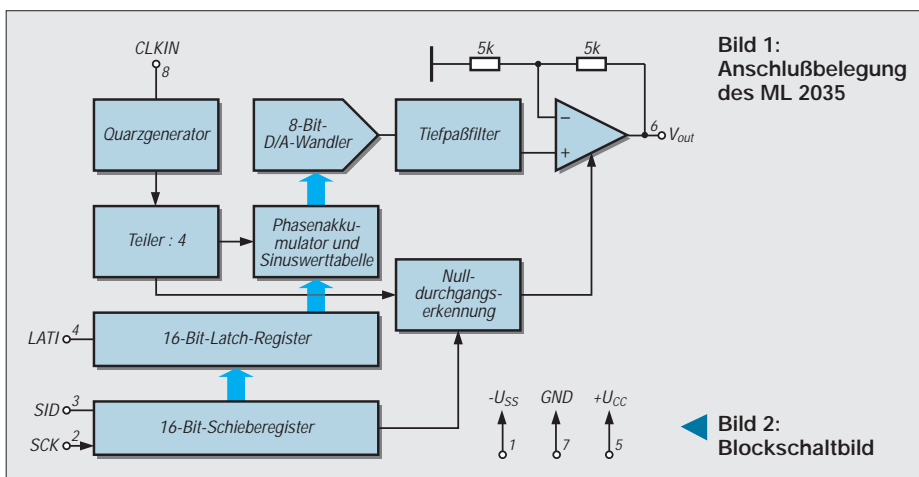 CLKIN
8
5k
5k
Bild 1:
Anschlußbelegung
des ML 2035
Quarzgenerator
8-Bit-
D/A-Wandler
Tiefpaßfilter
−
+
6
Vout
Teiler : 4
Phasenakku-
mulator und
Sinuswerttabelle
Null-
durchgangs-
erkennung
LATI
4
16-Bit-Latch-Register
SID
3
SCK
2
16-Bit-Schieberegister
-USS
GND
+UCC
1
7
5
Bild 2:
Blockschaltbild